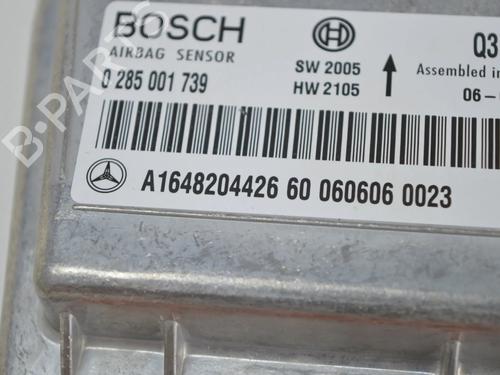 BOSCH
AIRBAG SENSOR
0 285 001 739
SW 2005
HW 2105
Q3
Assembled in
06-
A1648204426 60 060606 0023
B-PARTS